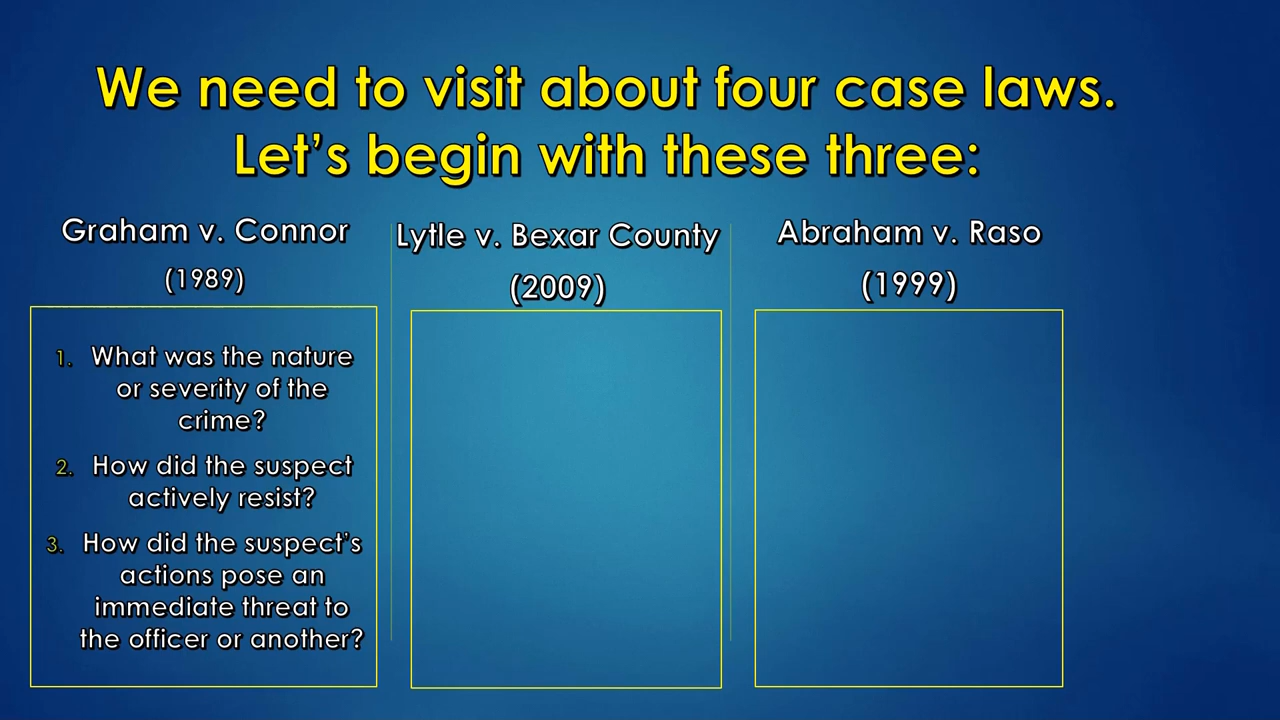 We need to visit about four case laws.
Let's begin with these three:
Graham v. Connor
(1989)
1. What was the nature
or severity of the
crime?
2. How did the suspect
actively resist?
3. How did the suspect's
actions pose an
immediate threat to
the officer or another?
Lytle v. Bexar County
(2009)
Abraham v. Raso
(1999)